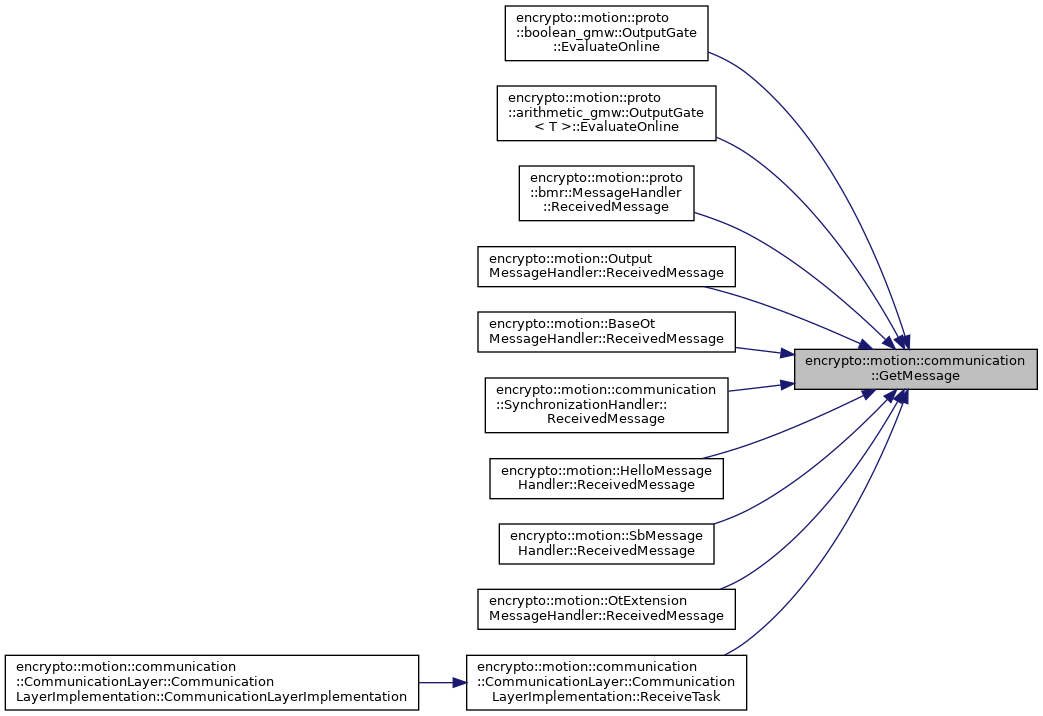 encrypto::motion::proto
::boolean_gmw::OutputGate
::EvaluateOnline
encrypto::motion::proto
::arithmetic_gmw::OutputGate
< T >::EvaluateOnline
encrypto::motion::proto
::bmr::MessageHandler
::ReceivedMessage
encrypto::motion::Output
MessageHandler::ReceivedMessage
encrypto::motion::BaseOt
MessageHandler::ReceivedMessage
encrypto::motion::communication
::GetMessage
encrypto::motion::communication
::SynchronizationHandler::
ReceivedMessage
encrypto::motion::HelloMessage
Handler::ReceivedMessage
encrypto::motion::SbMessage
Handler::ReceivedMessage
encrypto::motion::OtExtension
MessageHandler::ReceivedMessage
encrypto::motion::communication
::CommunicationLayer::Communication
LayerImplementation::CommunicationLayerImplementation
encrypto::motion::communication
::CommunicationLayer::Communication
LayerImplementation::ReceiveTask